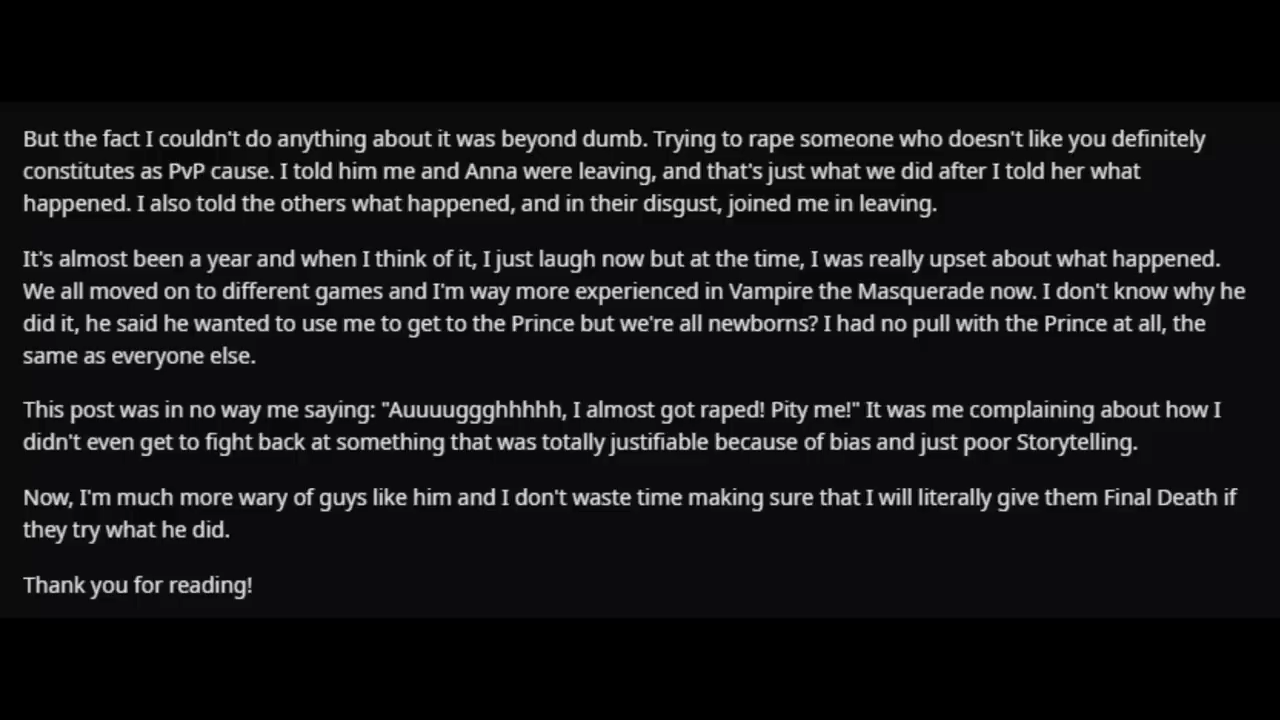 But the fact I couldn't do anything about it was beyond dumb. Trying to rape someone who doesn't like you definitely
constitutes as PvP cause. I told him me and Anna were leaving, and that's just what we did after I told her what
happened. I also told the others what happened, and in their disgust, joined me in leaving.
It's almost been a year and when I think of it, I just laugh now but at the time, I was really upset about what happened.
We all moved on to different games and I'm way more experienced in Vampire the Masquerade now. I don't know why he
did it, he said he wanted to use me to get to the Prince but we're all newborns? I had no pull with the Prince at all, the
same as everyone else.
This post was in no way me saying: "Auuuuggghhhhh, I almost got raped! Pity me!" It was me complaining about how I
didn't even get to fight back at something that was totally justifiable because of bias and just poor Storytelling.
Now, I'm much more wary of guys like him and I don't waste time making sure that I will literally give them Final Death if
they try what he did.
Thank you for reading!